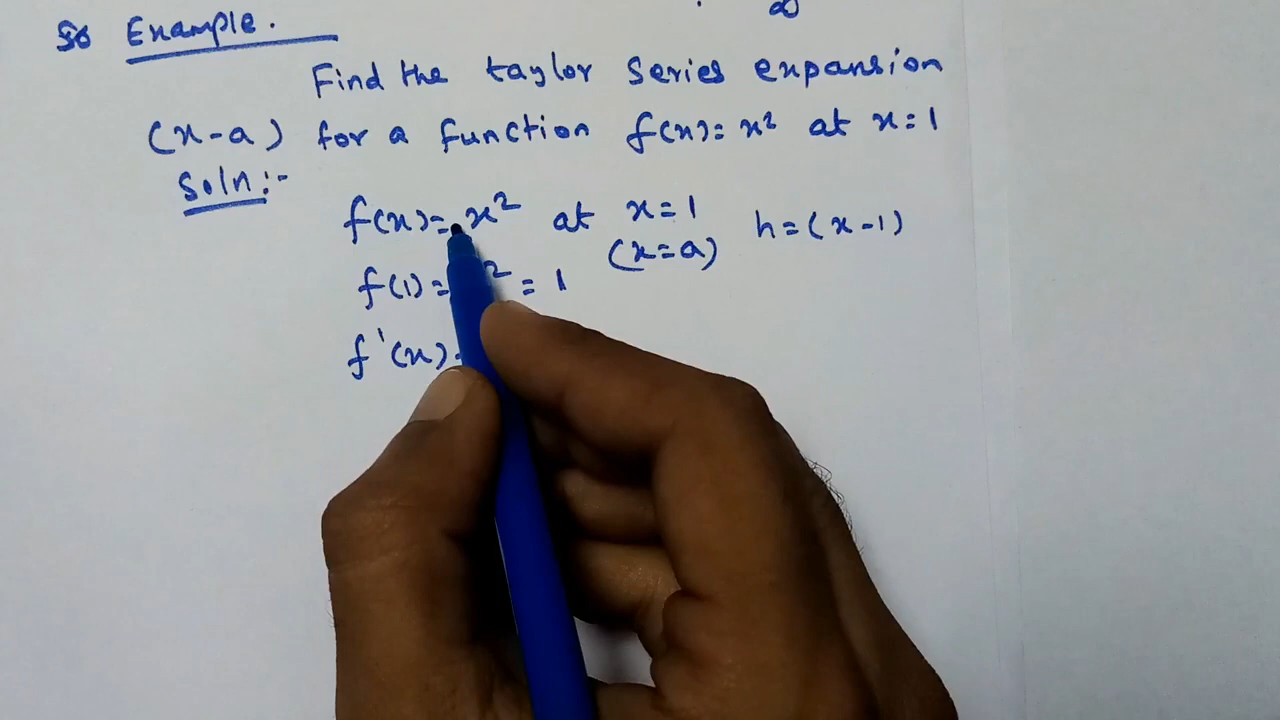 So Example.
∞
Find the taylor series expansion
(x-a) for a function f(x)= x² at x=1
Soln:-
f(x)= x² at x=1 h=(x-1)
(x=a)
f(1)= ² = 1
f'(x)